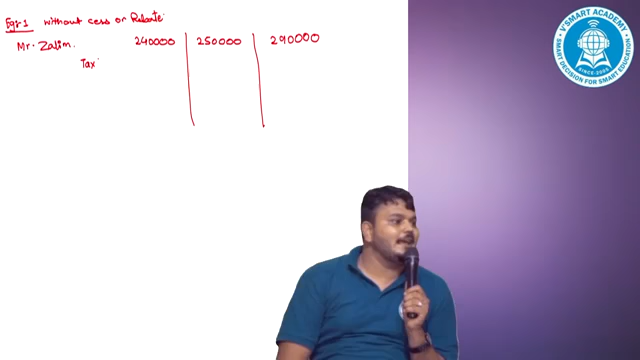 Eg:-1 without cess or Rebate
Mr. Zalim. 240000 250000 290000
Tax
V'SMART ACADEMY
SINCE-2005
SMART DECISION FOR SMART EDUCATION